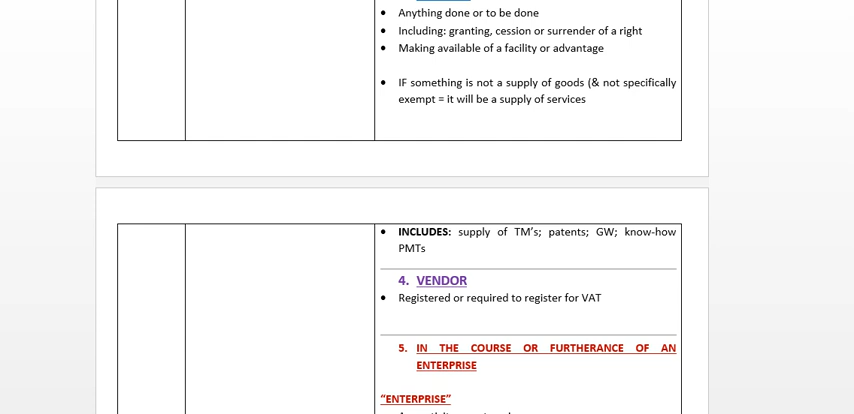 • Anything done or to be done
• Including: granting, cession or surrender of a right
• Making available of a facility or advantage
• IF something is not a supply of goods (& not specifically
exempt = it will be a supply of services
• INCLUDES: supply of TM's; patents; GW; know-how
PMTs
4. VENDOR
• Registered or required to register for VAT
5. IN THE COURSE OR FURTHERANCE OF AN
ENTERPRISE
“ENTERPRISE”